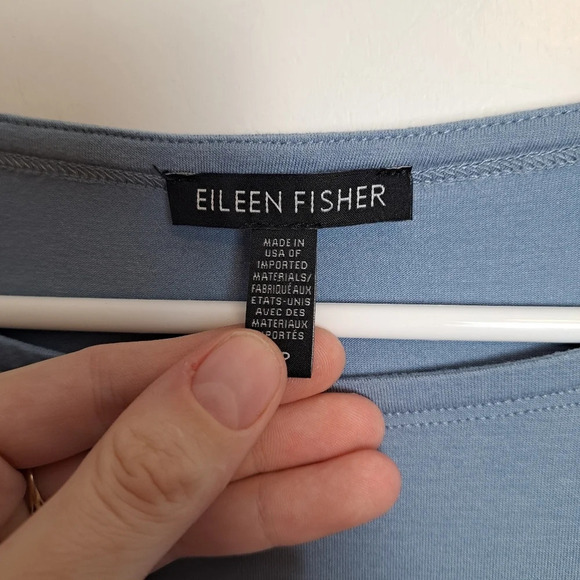 EILEEN FISHER
MADE IN
USA OF
IMPORTED
MATERIALS/
FABRIQUÉ AUX
ETATS-UNIS
AVEC DES
MATERIAUX